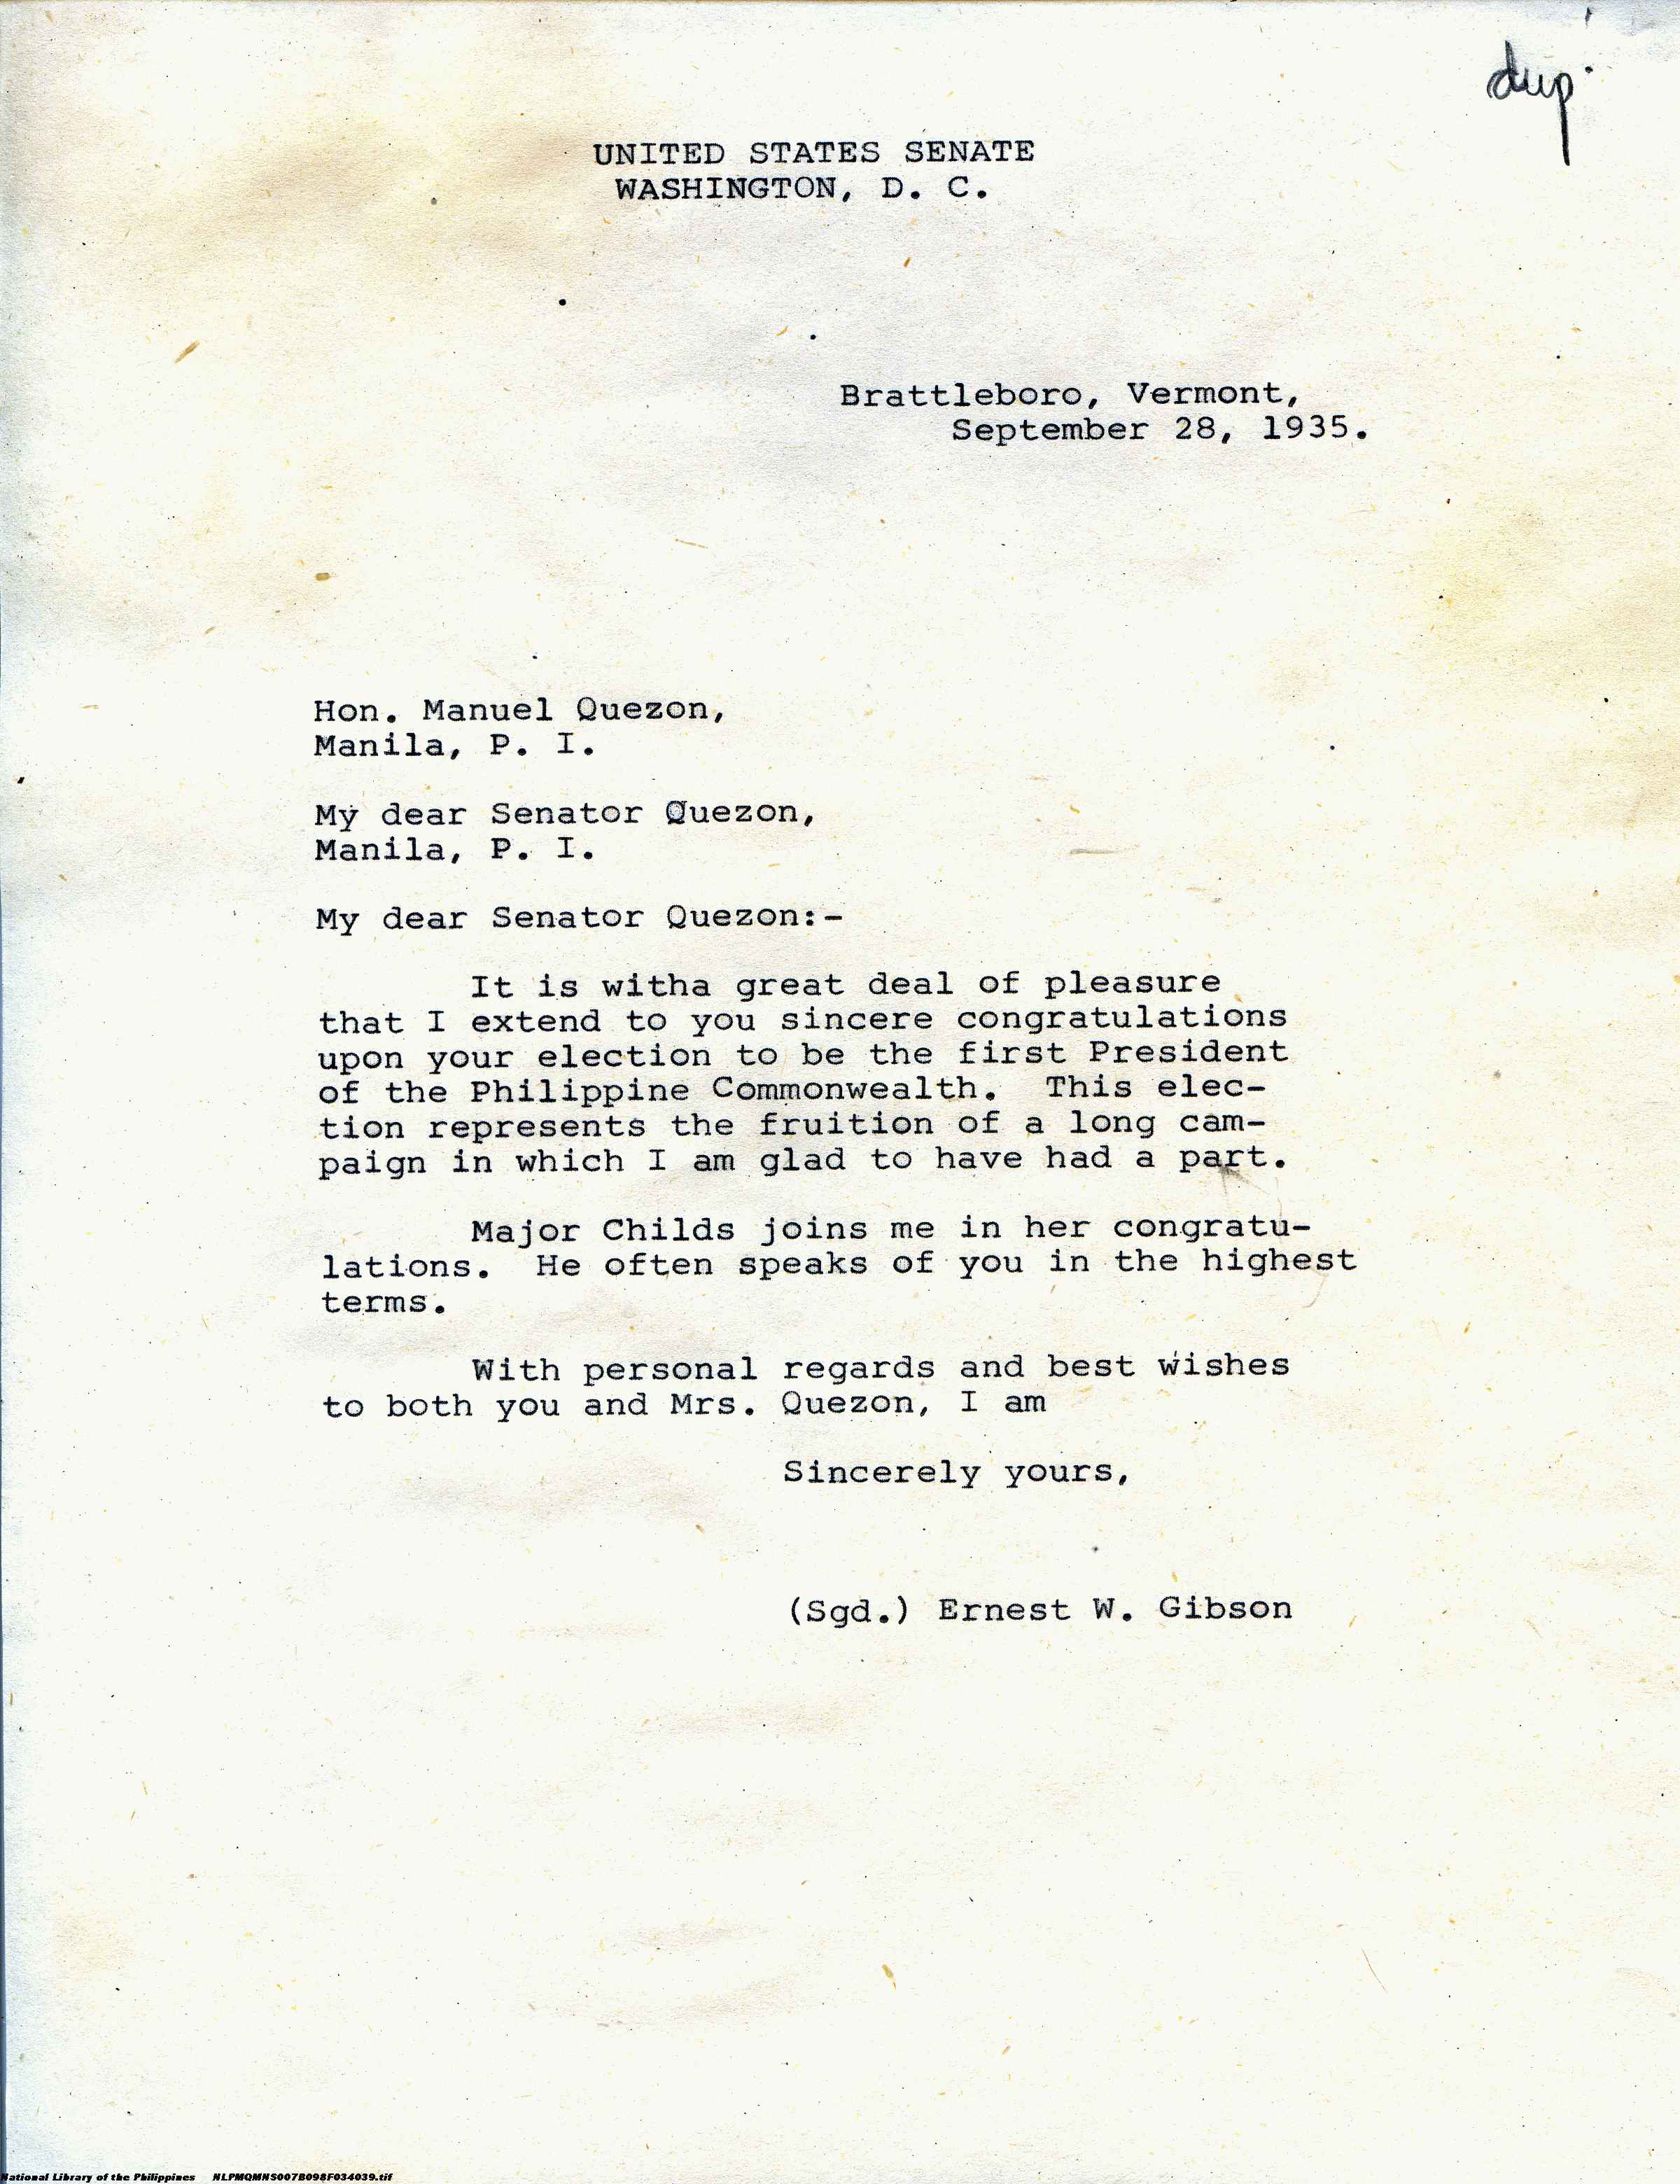 dup.
UNITED STATES SENATE
WASHINGTON, D. C.
Brattleboro, Vermont,
September 28, 1935.
Hon. Manuel Quezon,
Manila, P. I.
My dear Senator Quezon,
Manila, P. I.
My dear Senator Quezon:-
It is witha great deal of pleasure
that I extend to you sincere congratulations
upon your election to be the first President
of the Philippine Commonwealth. This elec-
tion represents the fruition of a long cam-
paign in which I am glad to have had a part.
Major Childs joins me in her congratu-
lations. He often speaks of you in the highest
terms.
With personal regards and best wishes
to both you and Mrs. Quezon, I am
Sincerely yours,
(Sgd.) Ernest W. Gibson
National Library of the Philippines NLPMQMNS007B098F034039.tif